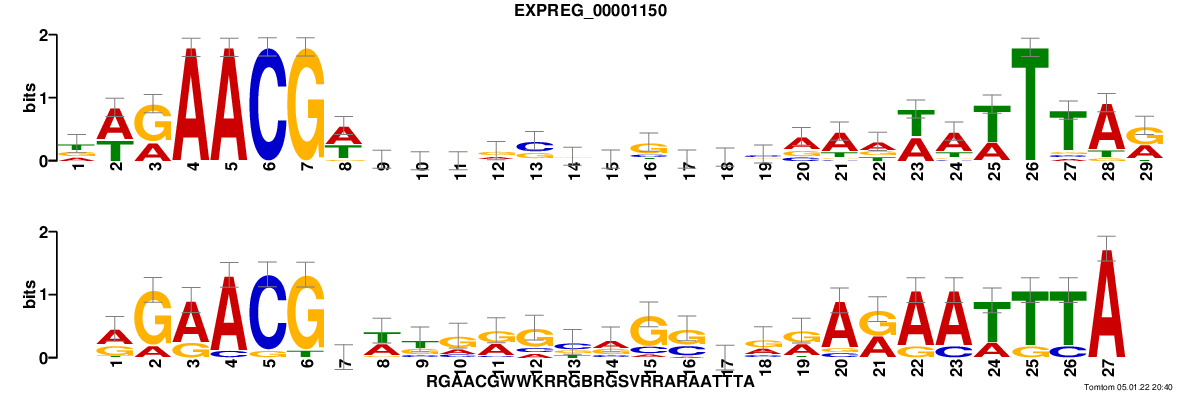 EXPREG_00001150
2
1
0
bits
T A G A A C G A G C G A A A T A T T T A G
1 2 3 4 5 6 7 8 9 10 11 12 13 14 15 16 17 18 19 20 21 22 23 24 25 26 27 28 29
2
1
0
bits
A G A A C G T T G G G C A G G G G A G A A T T T A
1 2 3 4 5 6 7 8 9 10 11 12 13 14 15 16 17 18 19 20 21 22 23 24 25 26 27
RGAACGWWKRRGBRGSVRRARAATTTA
Tomtom 05.01.22 20:40